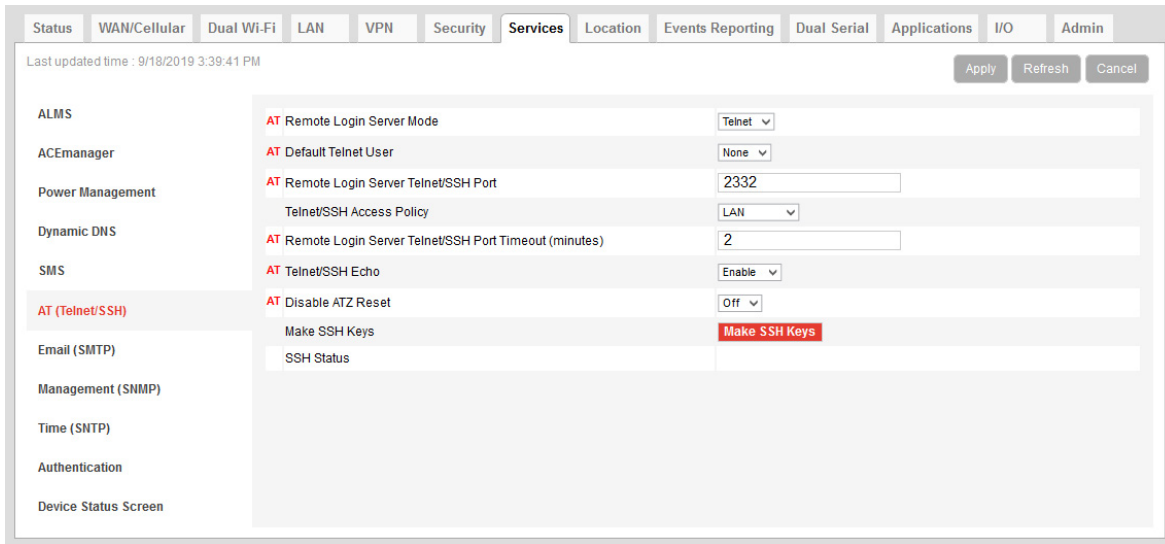 Status WAN/Cellular Dual Wi-Fi LAN VPN Security Services Location Events Reporting Dual Serial Applications I/O Admin
Last updated time : 9/18/2019 3:39:41 PM
Apply Refresh Cancel
ALMS
ACEmanager
Power Management
Dynamic DNS
SMS
AT (Telnet/SSH)
Email (SMTP)
Management (SNMP)
Time (SNTP)
Authentication
Device Status Screen
AT Remote Login Server Mode Telnet
AT Default Telnet User None
AT Remote Login Server Telnet/SSH Port 2332
Telnet/SSH Access Policy LAN
AT Remote Login Server Telnet/SSH Port Timeout (minutes) 2
AT Telnet/SSH Echo Enable
AT Disable ATZ Reset Off
Make SSH Keys Make SSH Keys
SSH Status